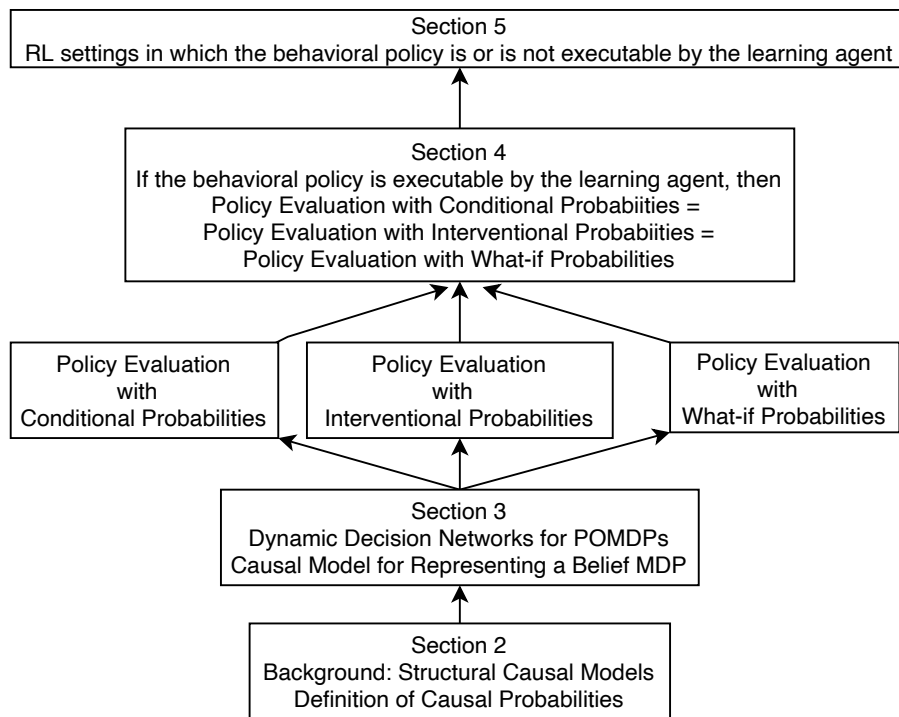 Section 5
RL settings in which the behavioral policy is or is not executable by the learning agent
Section 4
If the behavioral policy is executable by the learning agent, then
Policy Evaluation with Conditional Probabiities =
Policy Evaluation with Interventional Probabiities =
Policy Evaluation with What-if Probabilities
Policy Evaluation
with
Conditional Probabilities
Policy Evaluation
with
Interventional Probabilities
Policy Evaluation
with
What-if Probabilities
Section 3
Dynamic Decision Networks for POMDPs
Causal Model for Representing a Belief MDP
Section 2
Background: Structural Causal Models
Definition of Causal Probabilities